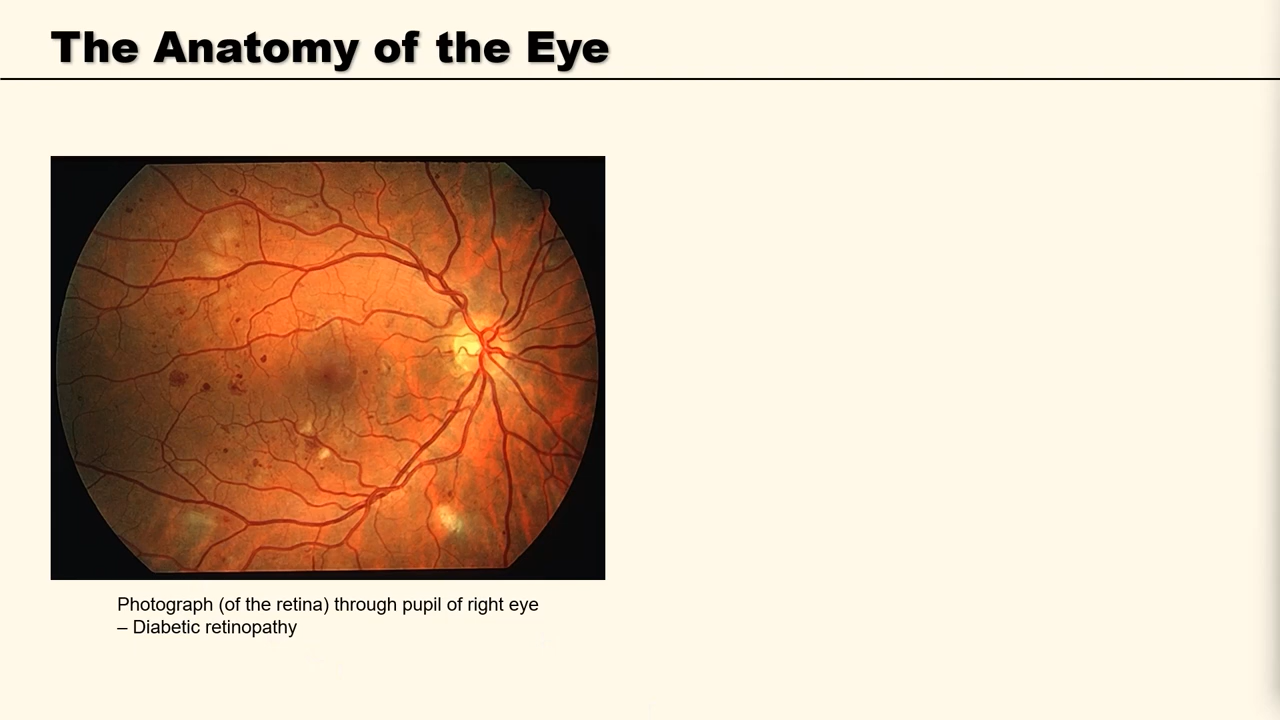 The Anatomy of the Eye
Photograph (of the retina) through pupil of right eye
– Diabetic retinopathy